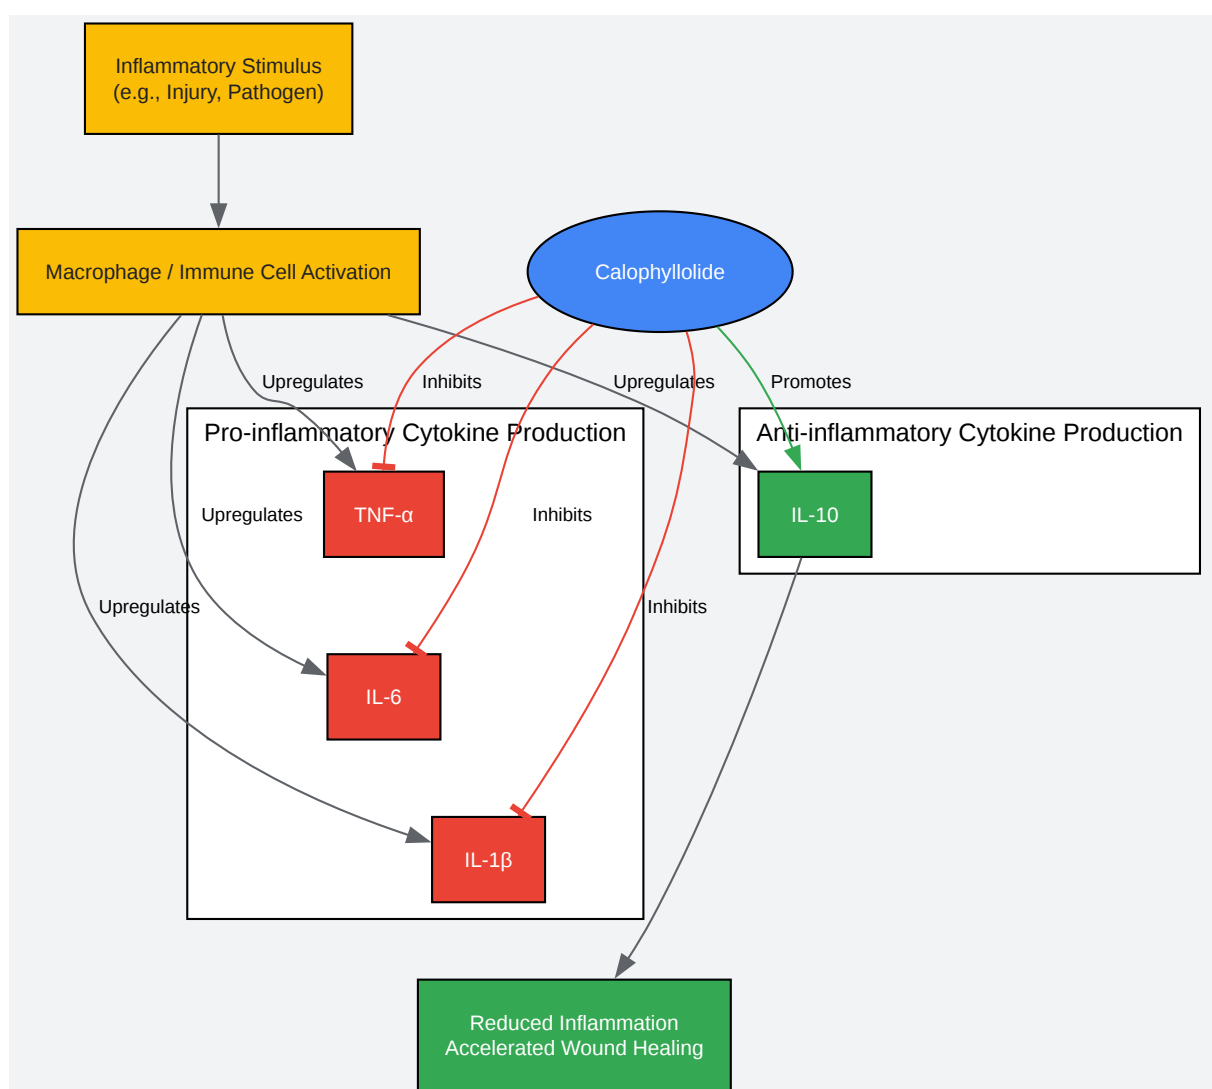 Inflammatory Stimulus
(e.g., Injury, Pathogen)
Macrophage / Immune Cell Activation
Calophyllolide
Upregulates
Inhibits
Upregulates
Promotes
Pro-inflammatory Cytokine Production
Anti-inflammatory Cytokine Production
Upregulates
TNF-α
Inhibits
IL-10
Upregulates
Inhibits
IL-6
IL-1β
Reduced Inflammation
Accelerated Wound Healing